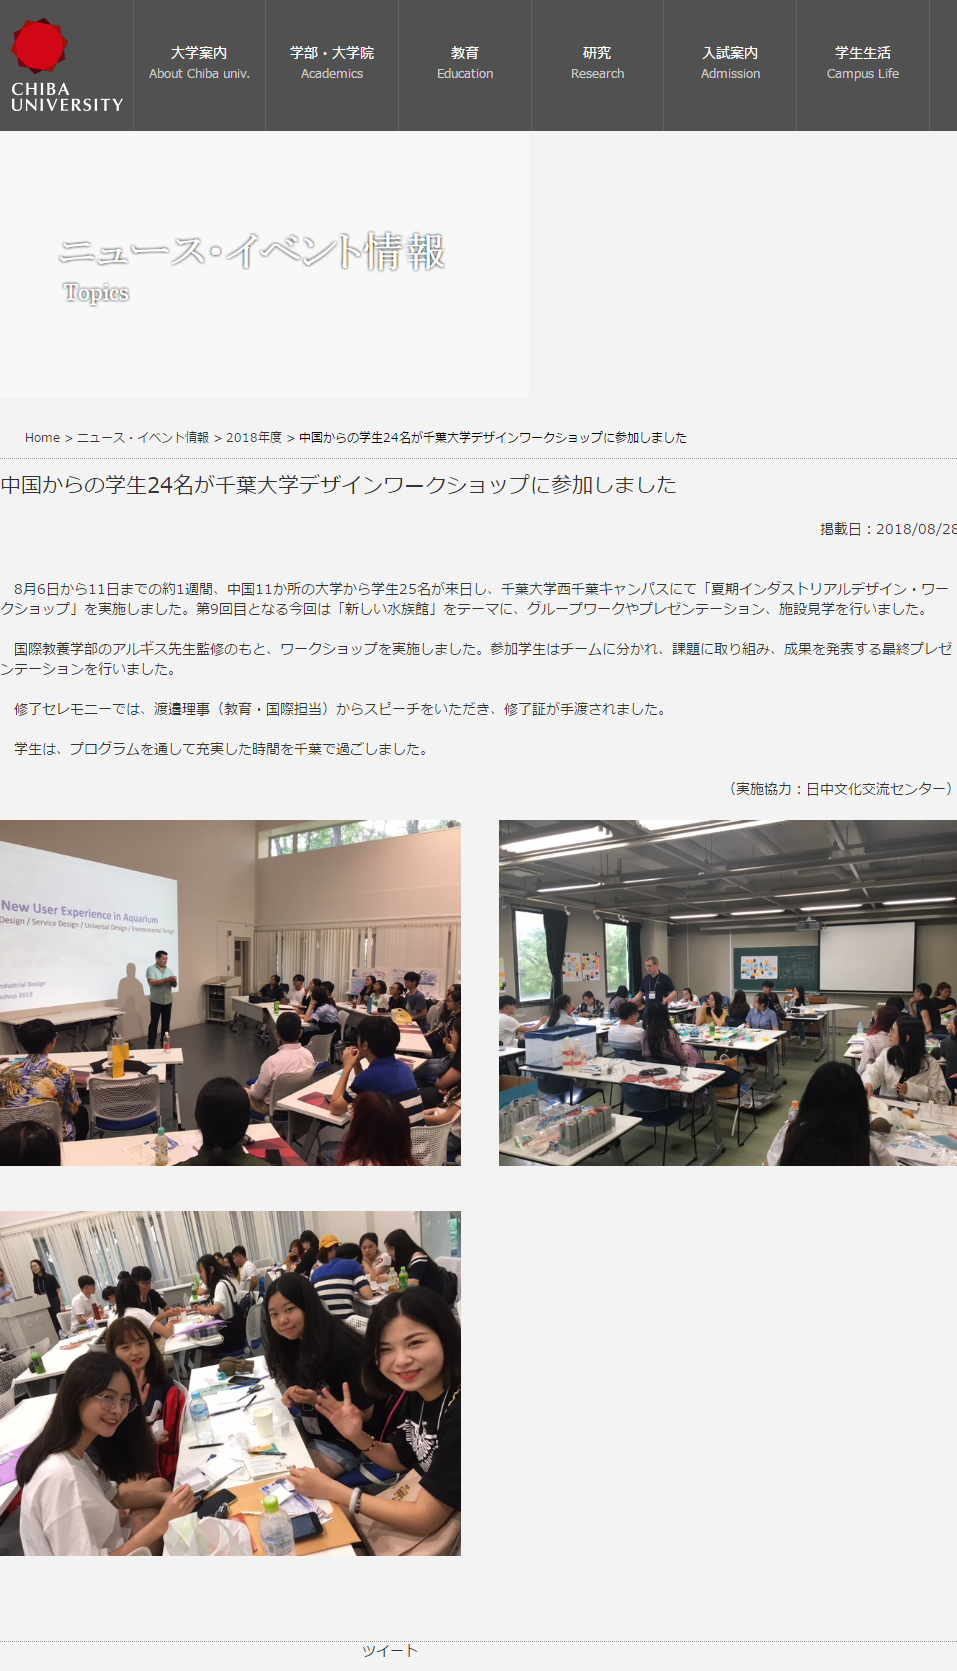 CHIBA
UNIVERSITY
大学案内
About Chiba univ.
学部・大学院
Academics
教育
Education
研究
Research
入試案内
Admission
学生生活
Campus Life
ニュース・イベント情報
Topics
Home > ニュース・イベント情報 > 2018年度 > 中国からの学生24名が千葉大学デザインワークショップに参加しました
中国からの学生24名が千葉大学デザインワークショップに参加しました
掲載日：2018/08/28
8月6日から11日までの約1週間、中国11か所の大学から学生25名が来日し、千葉大学西千葉キャンパスにて「夏期インダストリアルデザイン・ワー
クショップ」を実施しました。第9回目となる今回は「新しい水族館」をテーマに、グループワークやプレゼンテーション、施設見学を行いました。
国際教養学部のアルギス先生監修のもと、ワークショップを実施しました。参加学生はチームに分かれ、課題に取り組み、成果を発表する最終プレゼ
ンテーションを行いました。
修了セレモニーでは、渡邉理事（教育・国際担当）からスピーチをいただき、修了証が手渡されました。
学生は、プログラムを通して充実した時間を千葉で過ごしました。
（実施協力：日中文化交流センター）
New User Experience in Aquarium
Design / Service Design / Universal Design / Environmental Design
ndustrial Design
kshop 2018
ツイート